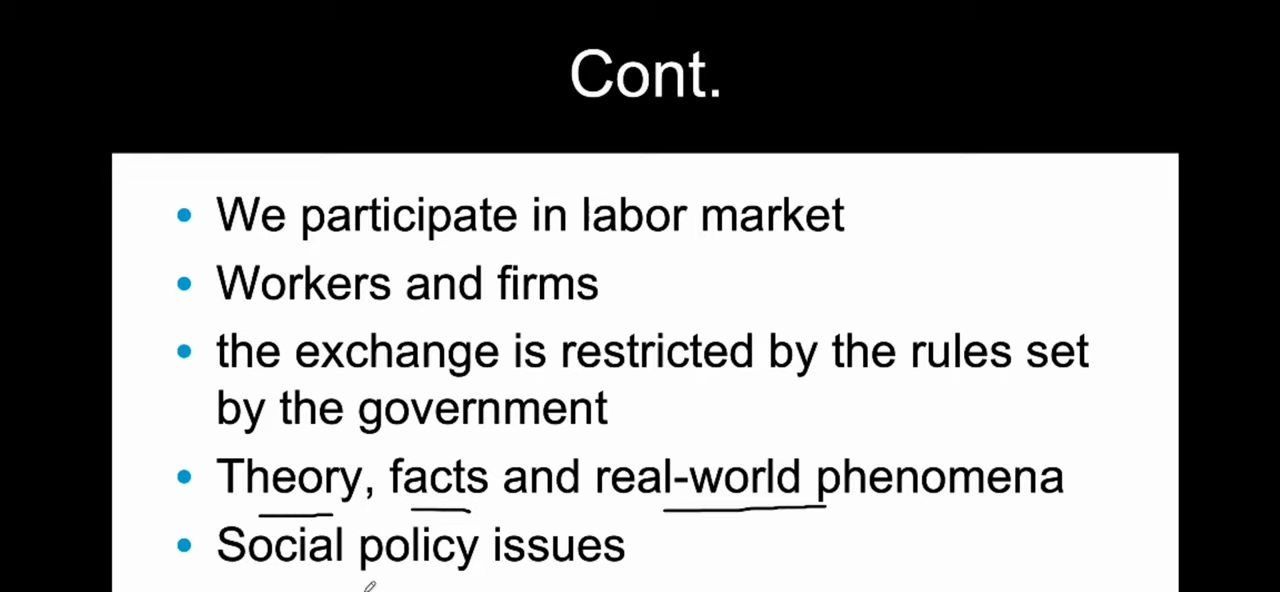 Cont.
• We participate in labor market
• Workers and firms
• the exchange is restricted by the rules set
by the government
• Theory, facts and real-world phenomena
• Social policy issues